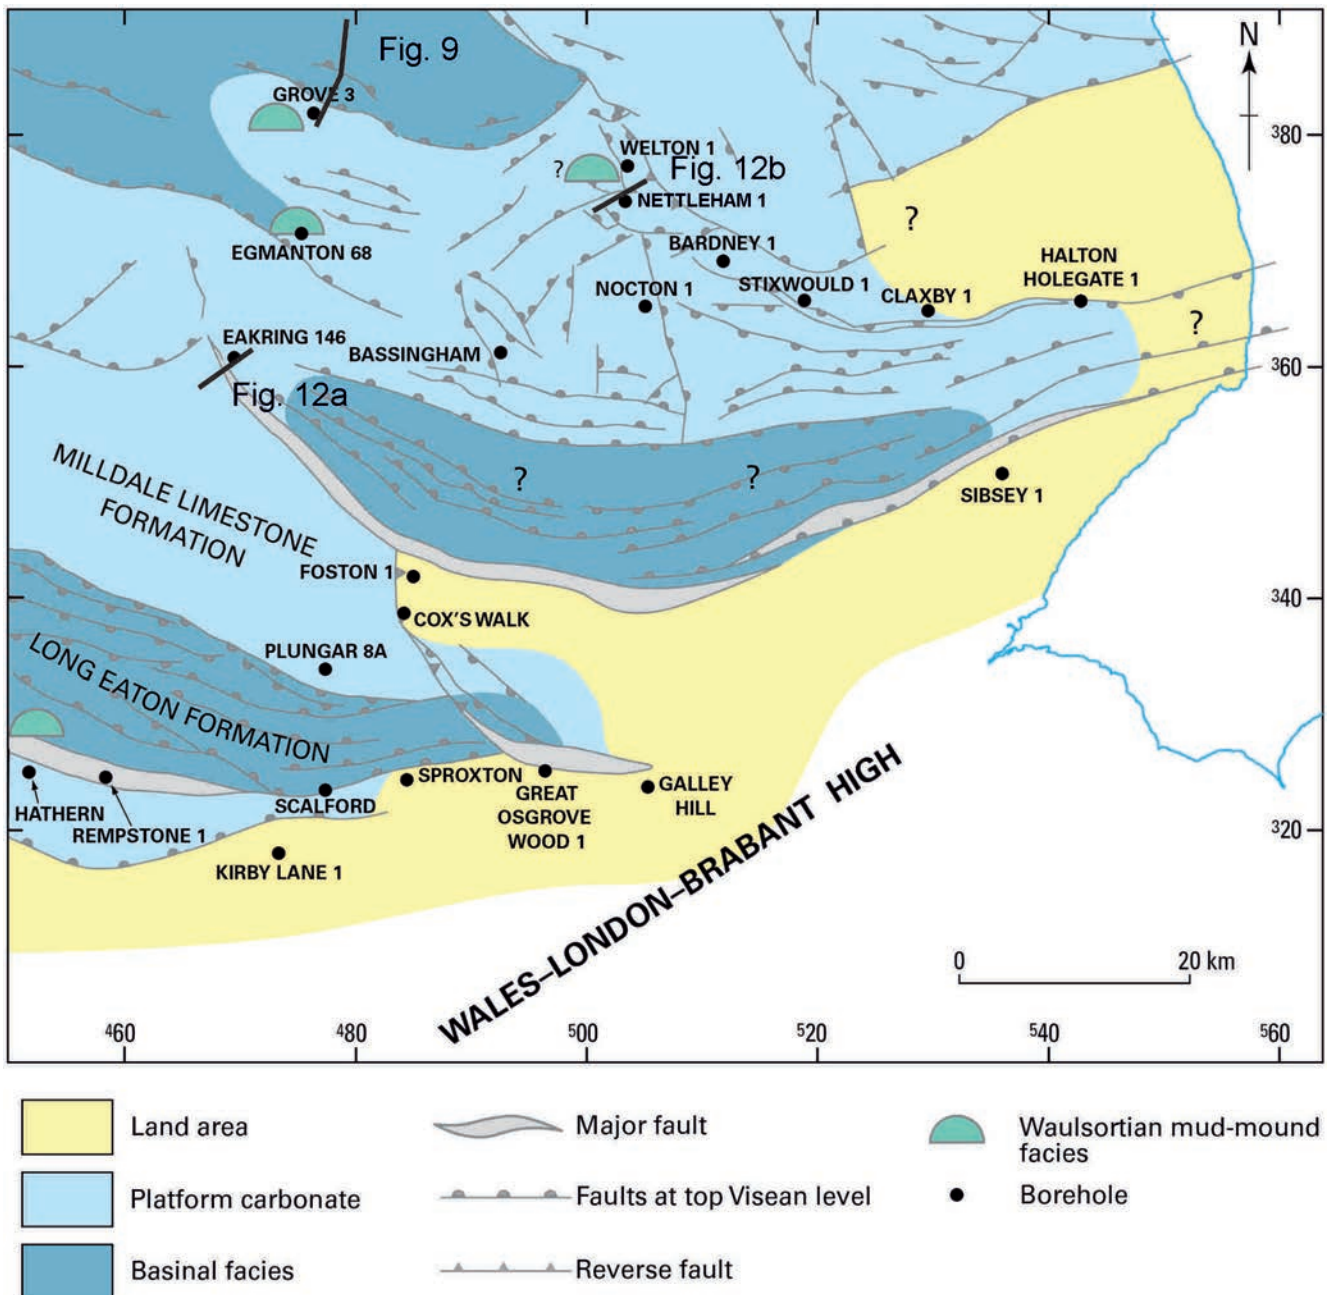 Fig. 9
N
GROVE 3
380
WELTON 1
?
Fig. 12b
NETTLEHAM 1
?
EGMANTON 68
BARDNEY 1
HALTON
HOLEGATE 1
NOCTON 1
STIXWOULD 1
CLAXBY 1
?
EAKRING 146
BASSINGHAM
360
Fig. 12a
MILLDALE LIMESTONE
FORMATION
?
?
SIBSEY 1
FOSTON 1
340
COX'S WALK
PLUNGAR 8A
LONG EATON FORMATION
SPROXTON
GREAT
OSGROVE
WOOD 1
GALLEY
HILL
SCALFORD
HATHERN
REMPSTONE 1
320
KIRBY LANE 1
WALES–LONDON–BRABANT HIGH
0 20 km
460 480 500 520 540 560
Land area
Platform carbonate
Basinal facies
Major fault
Faults at top Visean level
Reverse fault
Waulsortian mud-mound
facies
Borehole